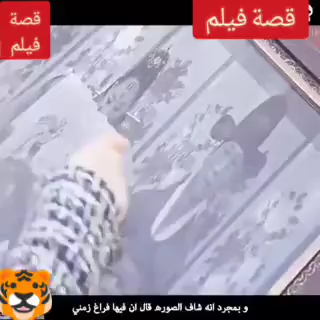 قصة فيلم
قصة
فيلم
و بمجرد انه شاف الصوره قال ان فيها فراغ زمني